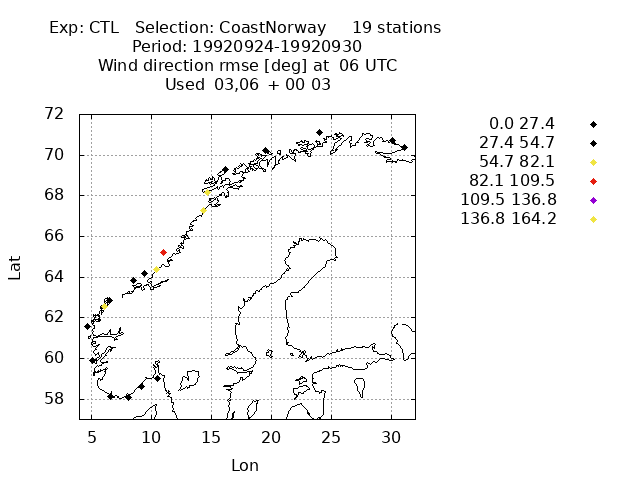 Exp: CTL Selection: CoastNorway 19 stations
Period: 19920924-19920930
Wind direction rmse [deg] at 06 UTC
Used 03,06 + 00 03
72
70
68
66
64
62
60
58
Lat
5 10 15 20 25 30
Lon
0.0 27.4
27.4 54.7
54.7 82.1
82.1 109.5
109.5 136.8
136.8 164.2